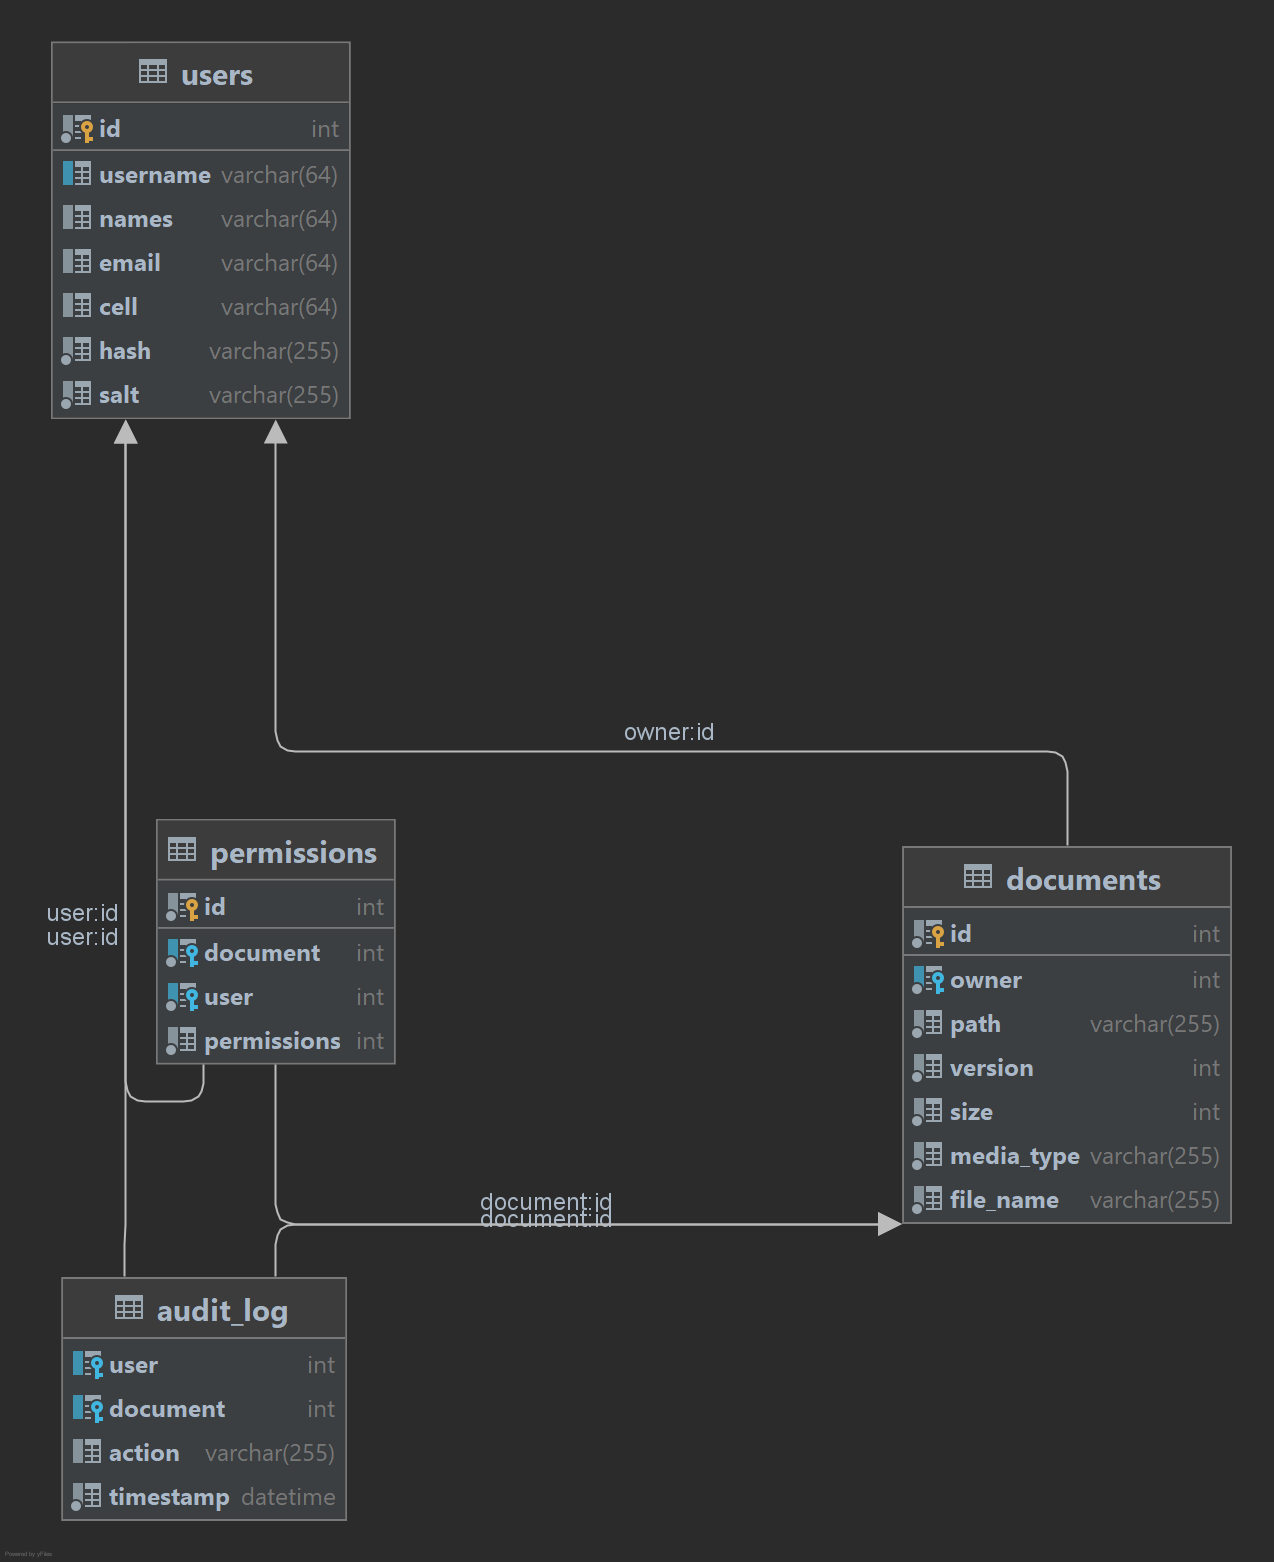 users
id int
username varchar(64)
names varchar(64)
email varchar(64)
cell varchar(64)
hash varchar(255)
salt varchar(255)
owner:id
permissions
id int
document int
user int
permissions int
user:id
user:id
documents
id int
owner int
path varchar(255)
version int
size int
media_type varchar(255)
file_name varchar(255)
document:id
document:id
audit_log
user int
document int
action varchar(255)
timestamp datetime
Powered by yFiles